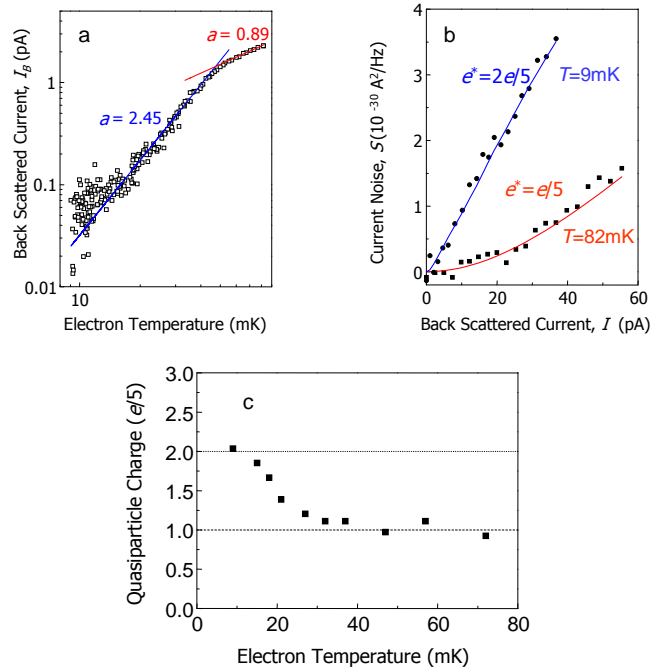 a
Back Scattered Current, I_B (pA)
1
0.1
0.01
10
Electron Temperature (mK)
a = 0.89
a = 2.45
b
Current Noise, S(10 ⁻³⁰ A²/Hz)
4
3
2
1
0
0
20
40
60
Back Scattered Current, I (pA)
e*=2e/5
T=9mK
e*=e/5
T=82mK
c
Quasiparticle Charge (e/5)
3.0
2.5
2.0
1.5
1.0
0.5
0.0
0
20
40
60
80
Electron Temperature (mK)